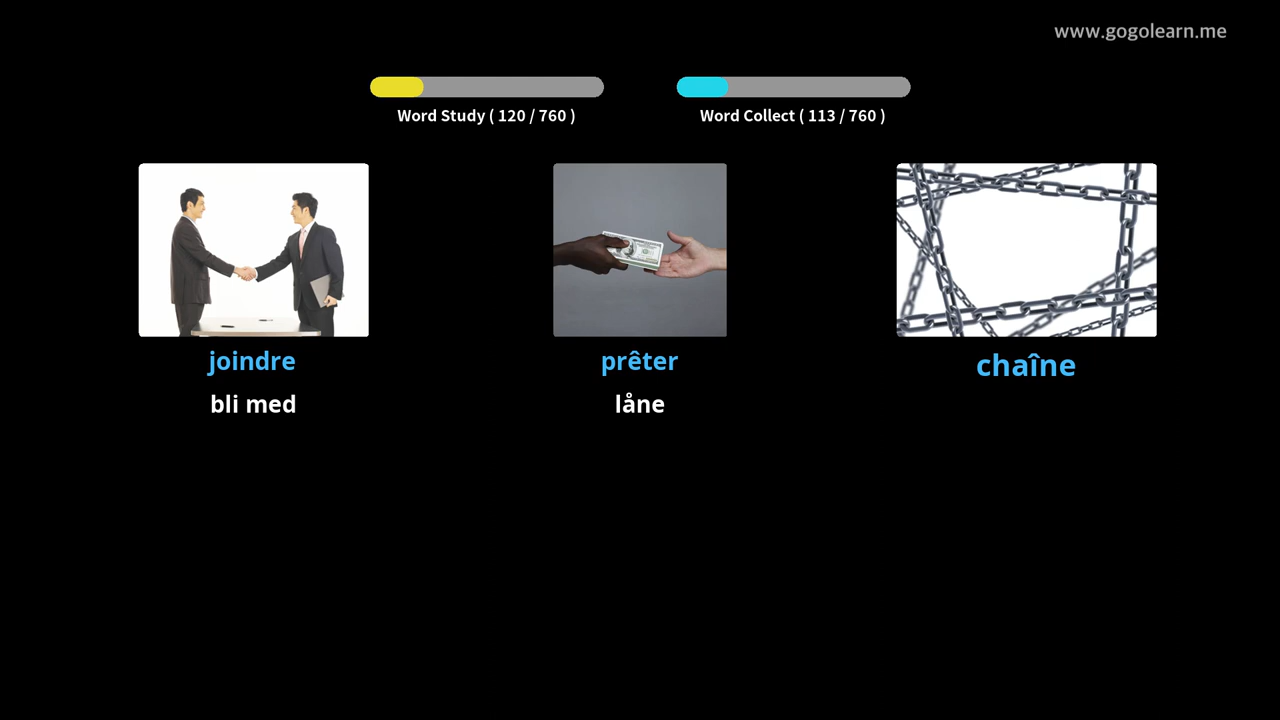 www.gogolearn.me
Word Study ( 120 / 760 )
Word Collect ( 113 / 760 )
joindre
prêter
chaîne
bli med
låne